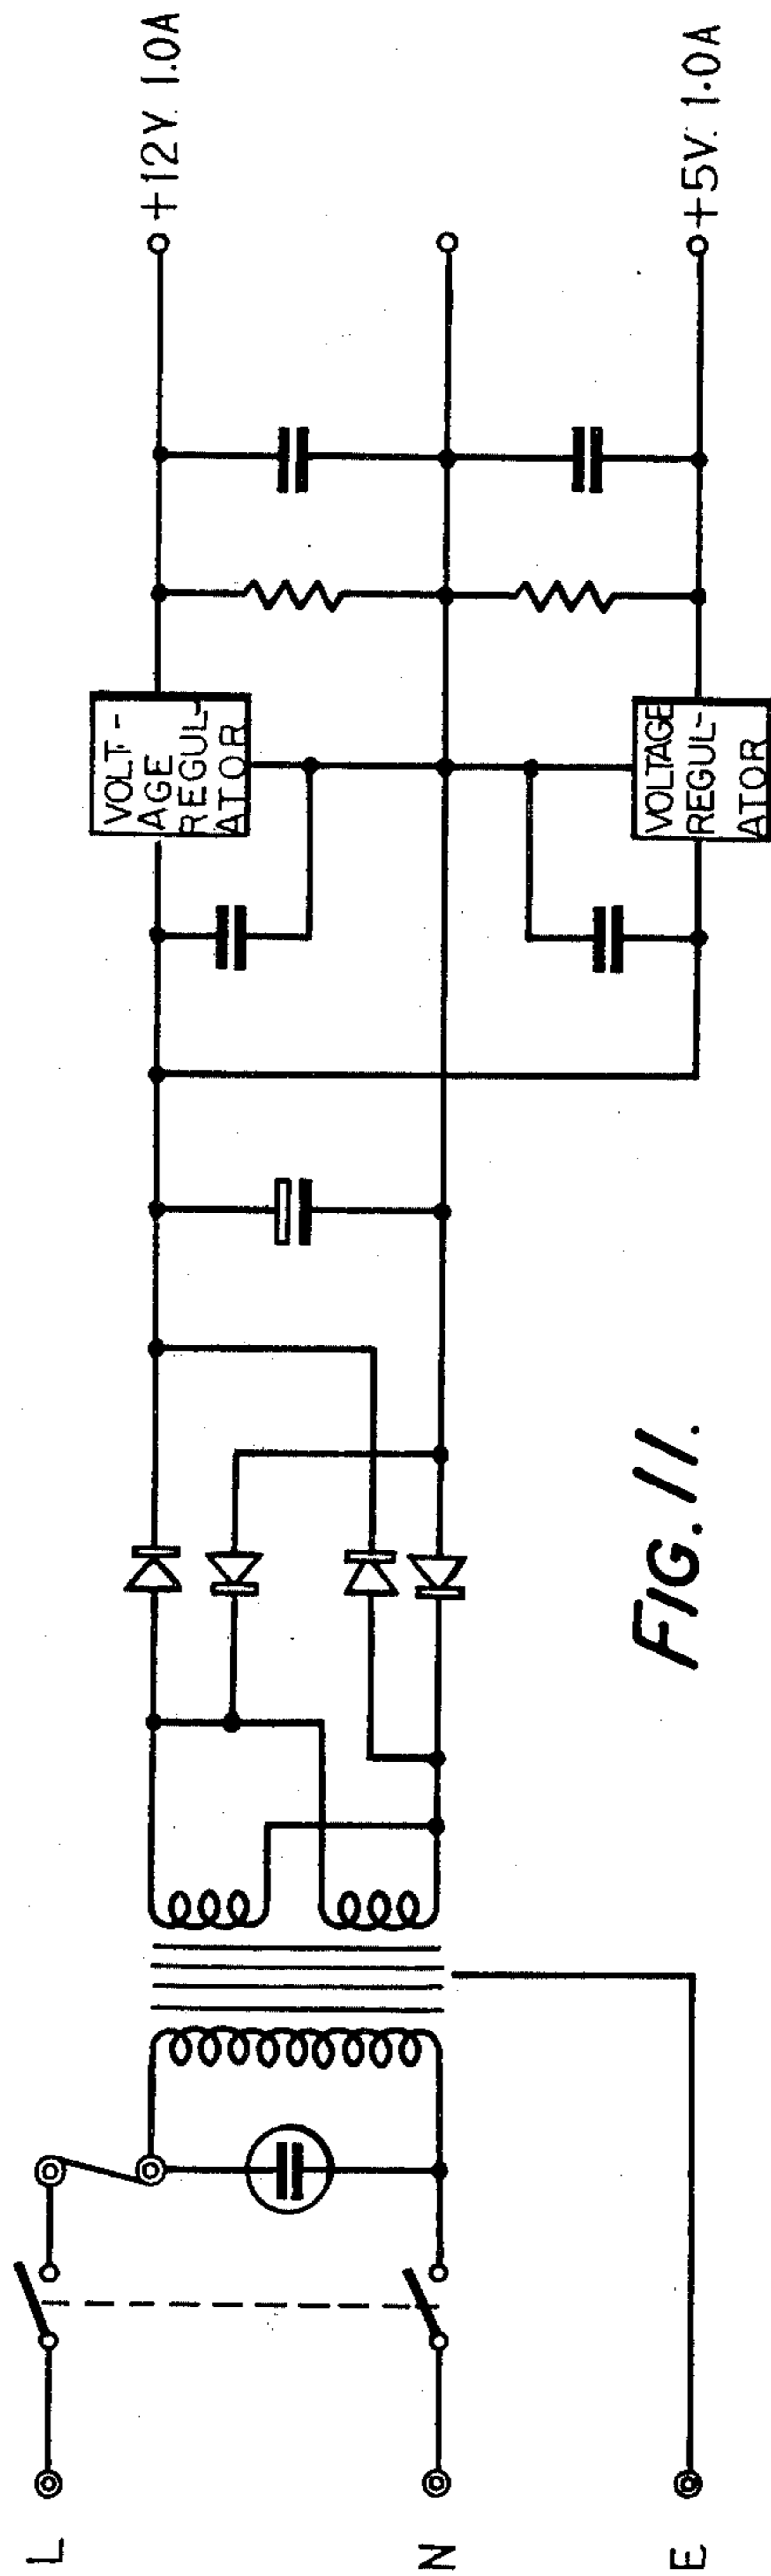 +12V. 1.0A
VOLT-
AGE
REGUL-
ATOR
+5V. 1.0A
VOLTAGE
REGUL-
ATOR
L
N
E
FIG. 11.